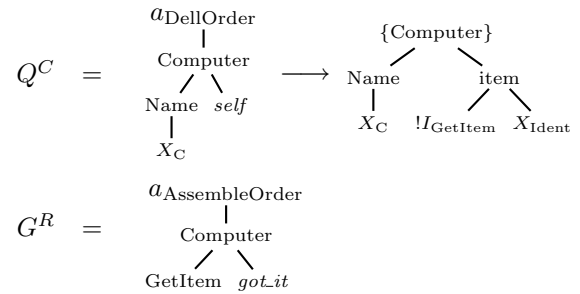 a_DellOrder
{Computer}
Q^C = Computer ⟶ Name item
Name self X_C !I_GetItem X_Ident
X_C
a_AssembleOrder
G^R = Computer
GetItem got_it